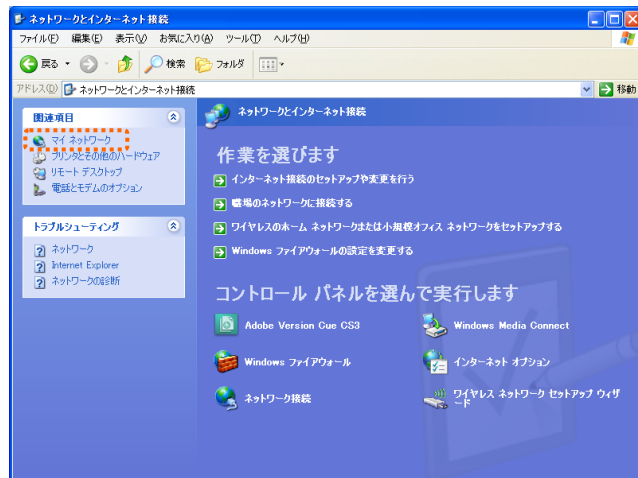 ネットワークとインターネット接続
ファイル(F) 編集(E) 表示(V) お気に入り(A) ツール(T) ヘルプ(H)
戻る 検索 フォルダ
アドレス(D) ネットワークとインターネット接続 移動
関連項目
マイ ネットワーク
プリンタとその他のハードウェア
リモート デスクトップ
電話とモデムのオプション
トラブルシューティング
ネットワーク
Internet Explorer
ネットワークの診断
ネットワークとインターネット接続
作業を選びます
インターネット接続のセットアップや変更を行う
職場のネットワークに接続する
ワイヤレスのホーム ネットワークまたは小規模オフィス ネットワークをセットアップする
Windows ファイアウォールの設定を変更する
コントロール パネルを選んで実行します
Adobe Version Cue CS3
Windows Media Connect
Windows ファイアウォール
インターネット オプション
ネットワーク接続
ワイヤレス ネットワーク セットアップ ウィザ
ード